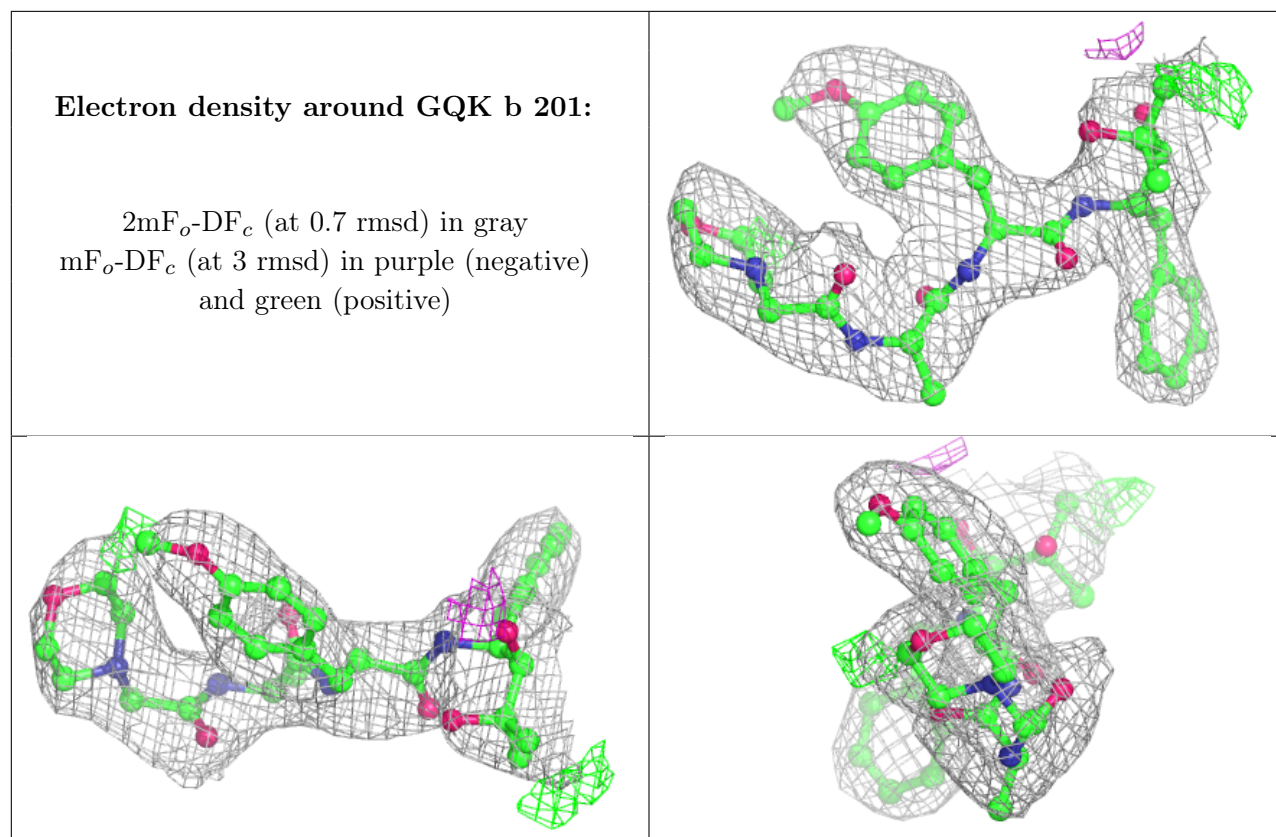 Electron density around GQK b 201:
2mFₒ-DF𝑐 (at 0.7 rmsd) in gray
mFₒ-DF𝑐 (at 3 rmsd) in purple (negative)
and green (positive)